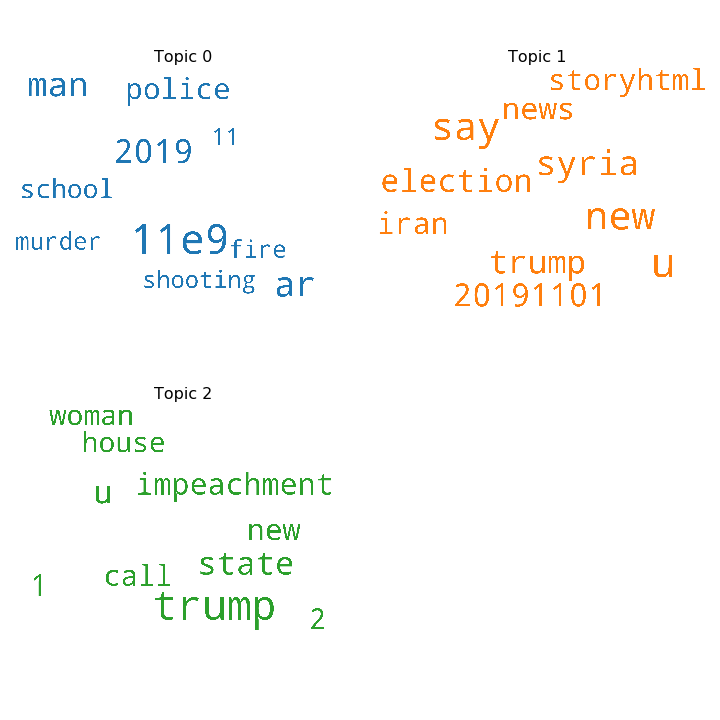 Topic 0
man
police
2019
11
school
murder
11e9
fire
shooting
ar
Topic 1
storyhtml
news
say
syria
election
new
iran
trump
u
20191101
Topic 2
woman
house
impeachment
u
new
state
call
1
trump
2